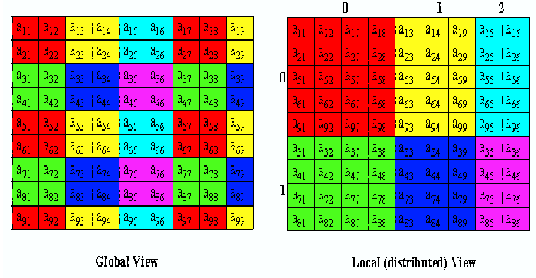 a11 a12 a13 a14 a15 a16 a17 a18 a19
a21 a22 a23 a24 a25 a26 a27 a28 a29
a31 a32 a33 a34 a35 a36 a37 a38 a39
a41 a42 a43 a44 a45 a46 a47 a48 a49
a51 a52 a53 a54 a55 a56 a57 a58 a59
a61 a62 a63 a64 a65 a66 a67 a68 a69
a71 a72 a73 a74 a75 a76 a77 a78 a79
a81 a82 a83 a84 a85 a86 a87 a88 a89
a91 a92 a93 a94 a95 a96 a97 a98 a99
Global View
0 1 2
a11 a12 a17 a18 a13 a14 a19 a15 a16
a21 a22 a27 a28 a23 a24 a29 a25 a26
0 a51 a52 a57 a58 a53 a54 a59 a55 a56
a61 a62 a67 a68 a63 a64 a69 a65 a66
a91 a92 a97 a98 a93 a94 a99 a95 a96
a31 a32 a37 a38 a33 a34 a39 a35 a36
a41 a42 a47 a48 a43 a44 a49 a45 a46
1 a71 a72 a77 a78 a73 a74 a79 a75 a76
a81 a82 a87 a88 a83 a84 a89 a85 a86
Local (distributed) View